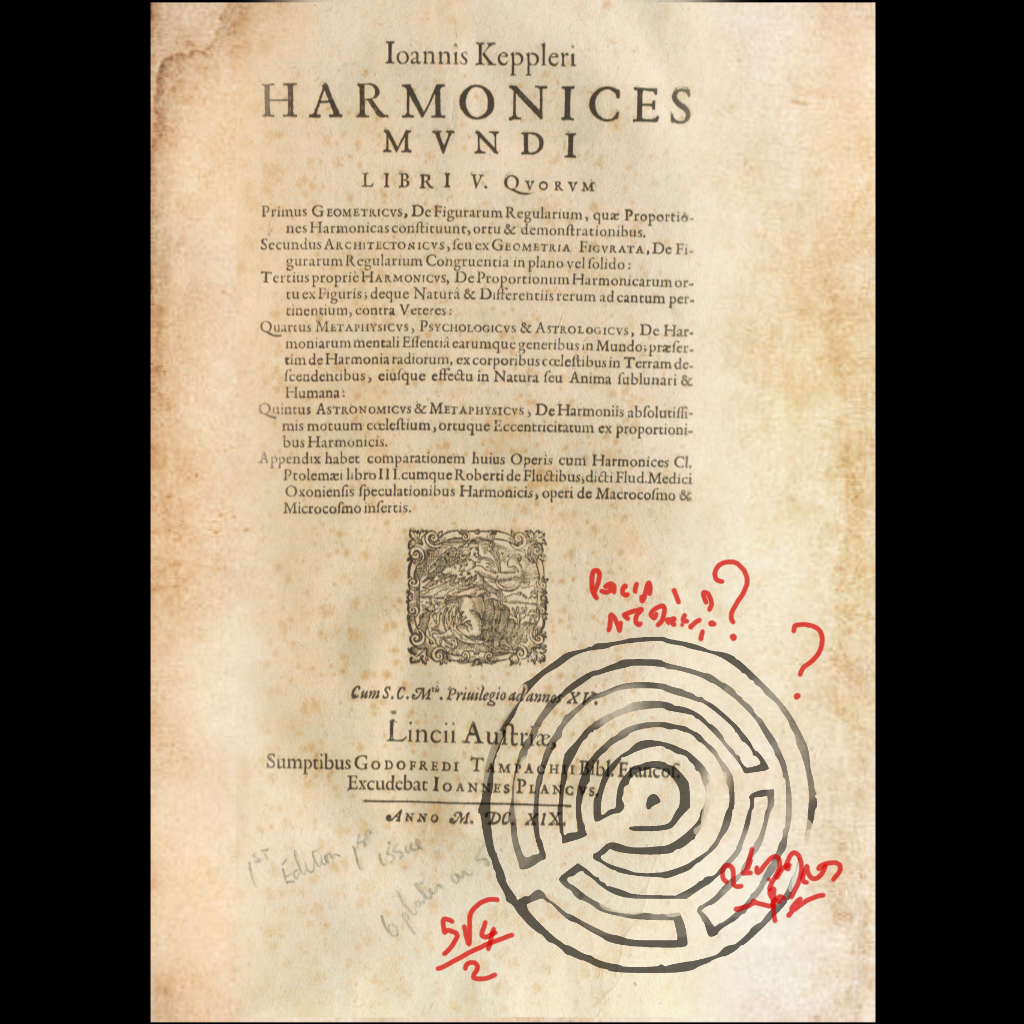 Ioannis Keppleri
HARMONICES
MVNDI
LIBRI V. QVORVM
Primus GEOMETRICVS, De Figurarum Regularium, quæ Proportio-
nes Harmonicas conſtituunt, ortu & demonſtrationibus.
Secundus ARCHITECTONICVS, ſeu ex GEOMETRIA FIGVRATA, De Fi-
gurarum Regularium Congruentia in plano vel ſolido:
Tertius propriè HARMONICVS, De Proportionum Harmonicarum or-
tu ex Figuris; deque Naturâ & Differentiis rerum ad cantum per-
tinentium, contra Veteres:
Quartus METAPHYSICVS, PSYCHOLOGICVS & ASTROLOGICVS, De Har-
moniarum mentali Eſſentiâ earumque generibus in Mundo; præſer-
tim de Harmonia radiorum, ex corporibus cœleſtibus in Terram de-
ſcendentibus, eiuſque effectu in Natura ſeu Anima ſublunari &
Humana:
Quintus ASTRONOMICVS & METAPHYSICVS, De Harmoniis abſolutiſſi-
mis motuum cœleſtium, ortuque Eccentricitatum ex proportioni-
bus Harmonicis.
Appendix habet comparationem huius Operis cum Harmonices Cl.
Ptolemæi libro III. cumque Roberti de Fluctibus, dicti Flud. Medici
Oxonienſis ſpeculationibus Harmonicis, operi de Macrocoſmo &
Microcoſmo inſertis.
? ?
Cum S. C. Mtis. Priuilegio ad annos XV.
Lincii Auſtriæ,
Sumptibus GODOFREDI TAMPACHII Bibl. Francof.
Excudebat IOANNES PLANCVS.
ANNO M. DC. XIX.
1ST Edition 1st issue
6 plates on 5
5√4
2